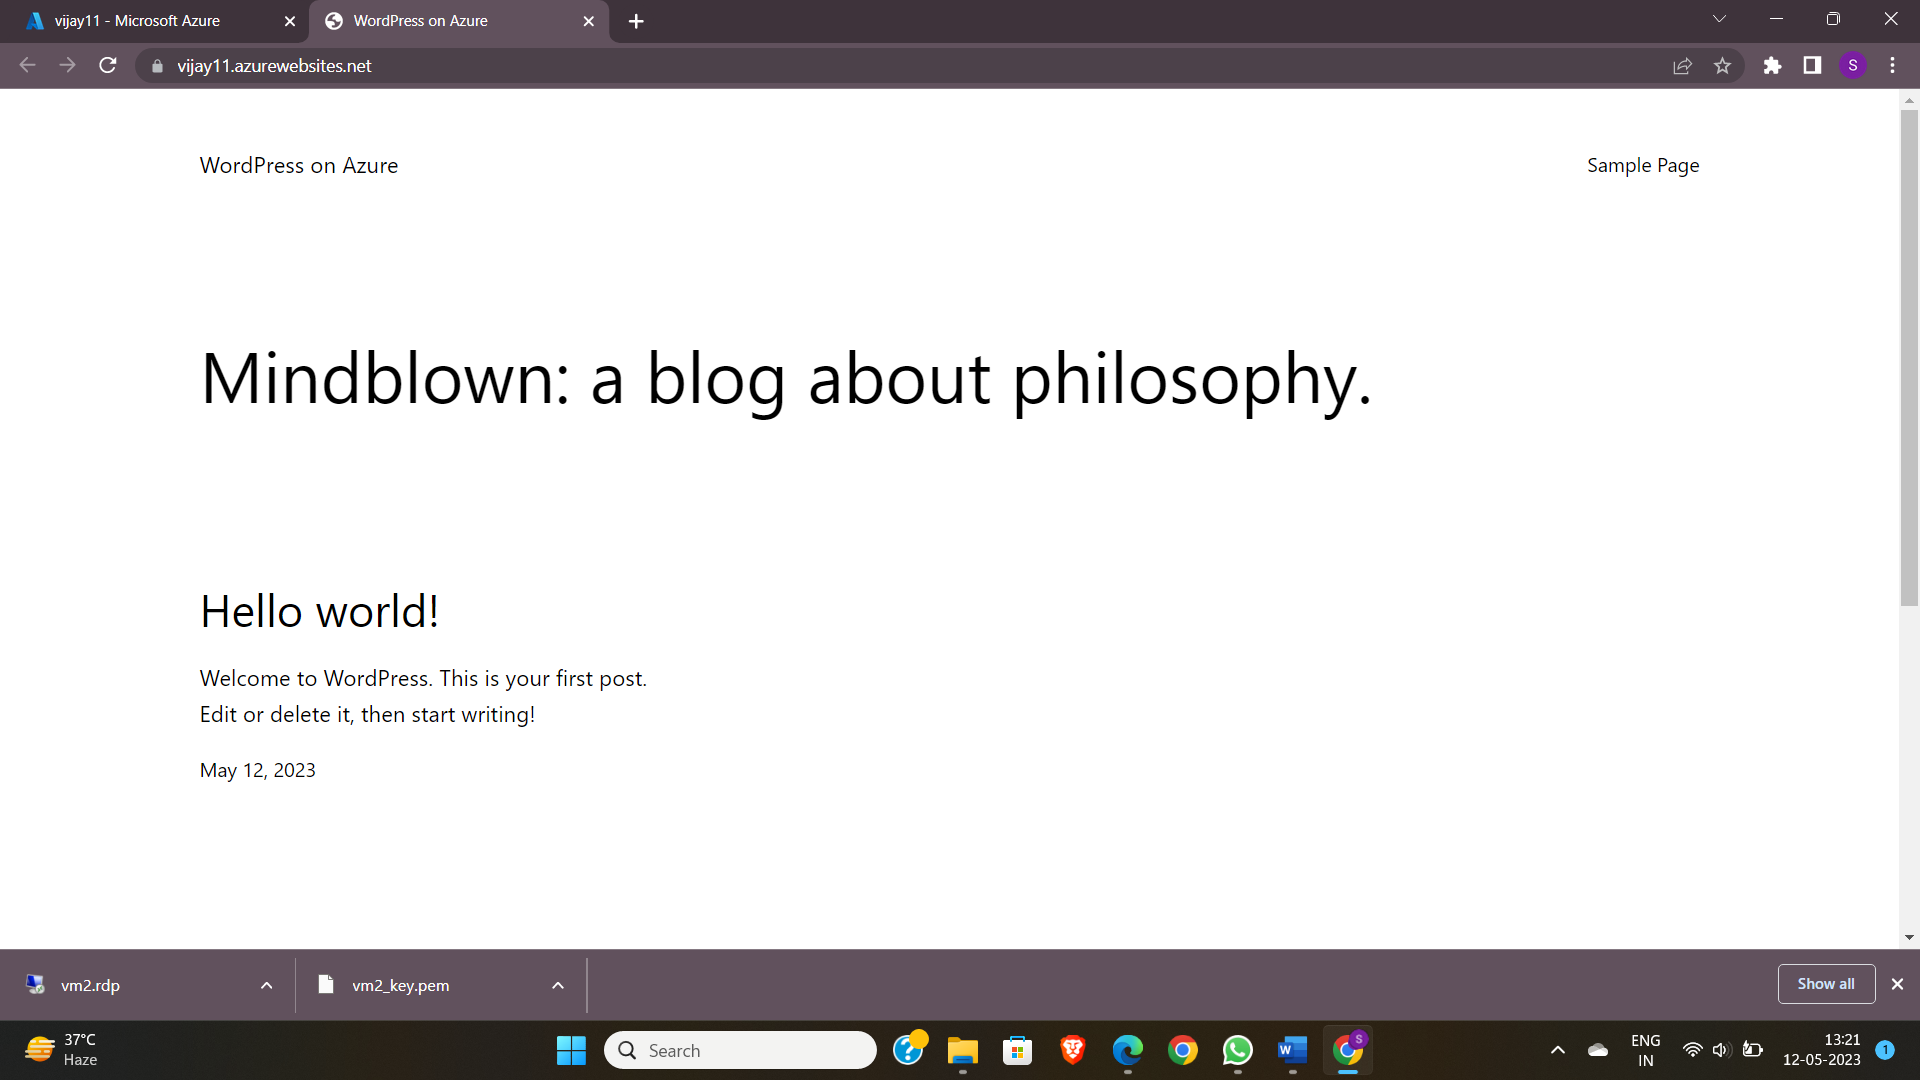 vijay11 - Microsoft Azure
WordPress on Azure
vijay11.azurewebsites.net
S
WordPress on Azure
Sample Page
Mindblown: a blog about philosophy.
Hello world!
Welcome to WordPress. This is your first post.
Edit or delete it, then start writing!
May 12, 2023
vm2.rdp
vm2_key.pem
Show all
37°C
Haze
Search
W
S
ENG
IN
13:21
12-05-2023
1